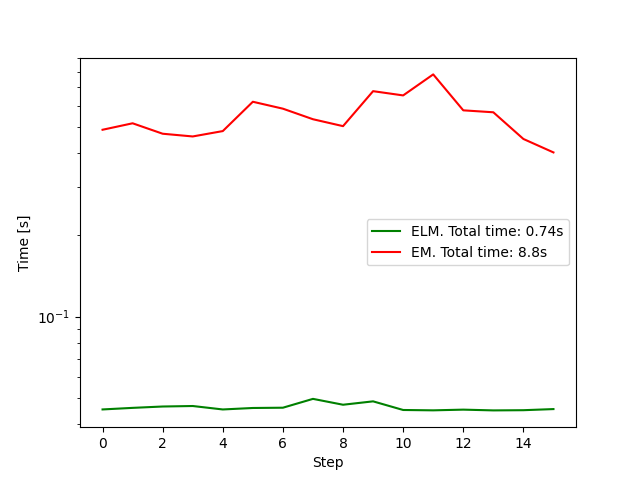 Time [s]
10⁻¹
ELM. Total time: 0.74s
EM. Total time: 8.8s
0 2 4 6 8 10 12 14
Step